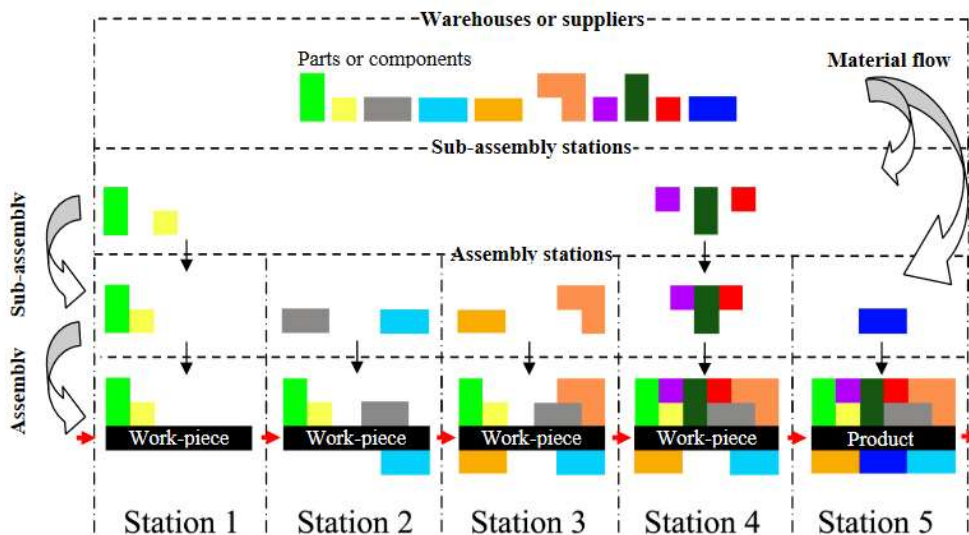 Warehouses or suppliers
Parts or components
Material flow
Sub-assembly stations
Sub-assembly
Assembly stations
Assembly
Work-piece
Work-piece
Work-piece
Work-piece
Product
Station 1
Station 2
Station 3
Station 4
Station 5